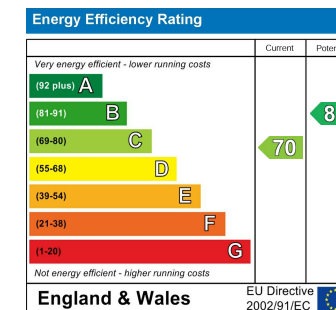 Energy Efficiency Rating
Current
Very energy efficient - lower running costs
(92 plus) A
(81-91) B
(69-80) C
70
(55-68) D
(39-54) E
(21-38) F
(1-20) G
Not energy efficient - higher running costs
England & Wales
EU Directive
2002/91/EC